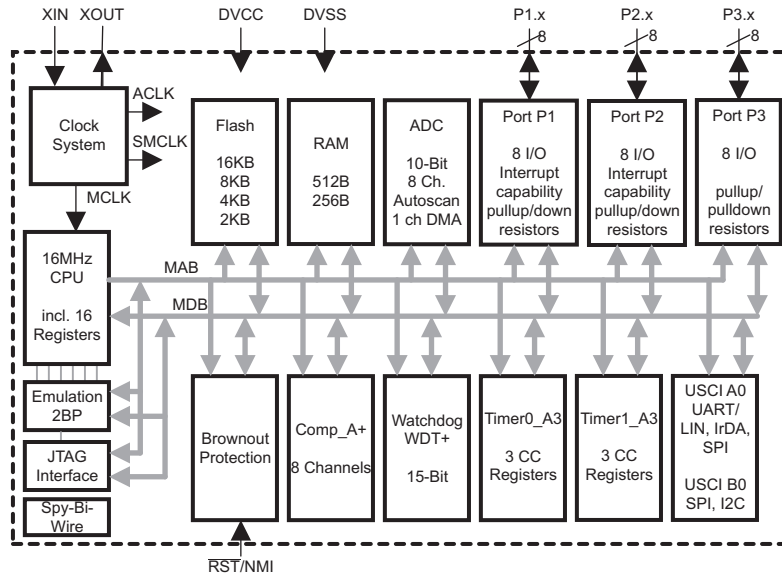 XIN XOUT DVCC DVSS P1.x P2.x P3.x
8 8 8
ACLK
SMCLK
MCLK
Clock
System
Flash
16KB
8KB
4KB
2KB
RAM
512B
256B
ADC
10-Bit
8 Ch.
Autoscan
1 ch DMA
Port P1
8 I/O
Interrupt
capability
pullup/down
resistors
Port P2
8 I/O
Interrupt
capability
pullup/down
resistors
Port P3
8 I/O
pullup/
pulldown
resistors
16MHz
CPU
incl. 16
Registers
MAB
MDB
Emulation
2BP
JTAG
Interface
Spy-Bi-
Wire
Brownout
Protection
Comp_A+
8 Channels
Watchdog
WDT+
15-Bit
Timer0_A3
3 CC
Registers
Timer1_A3
3 CC
Registers
USCI A0
UART/
LIN, IrDA,
SPI
USCI B0
SPI, I2C
RST/NMI